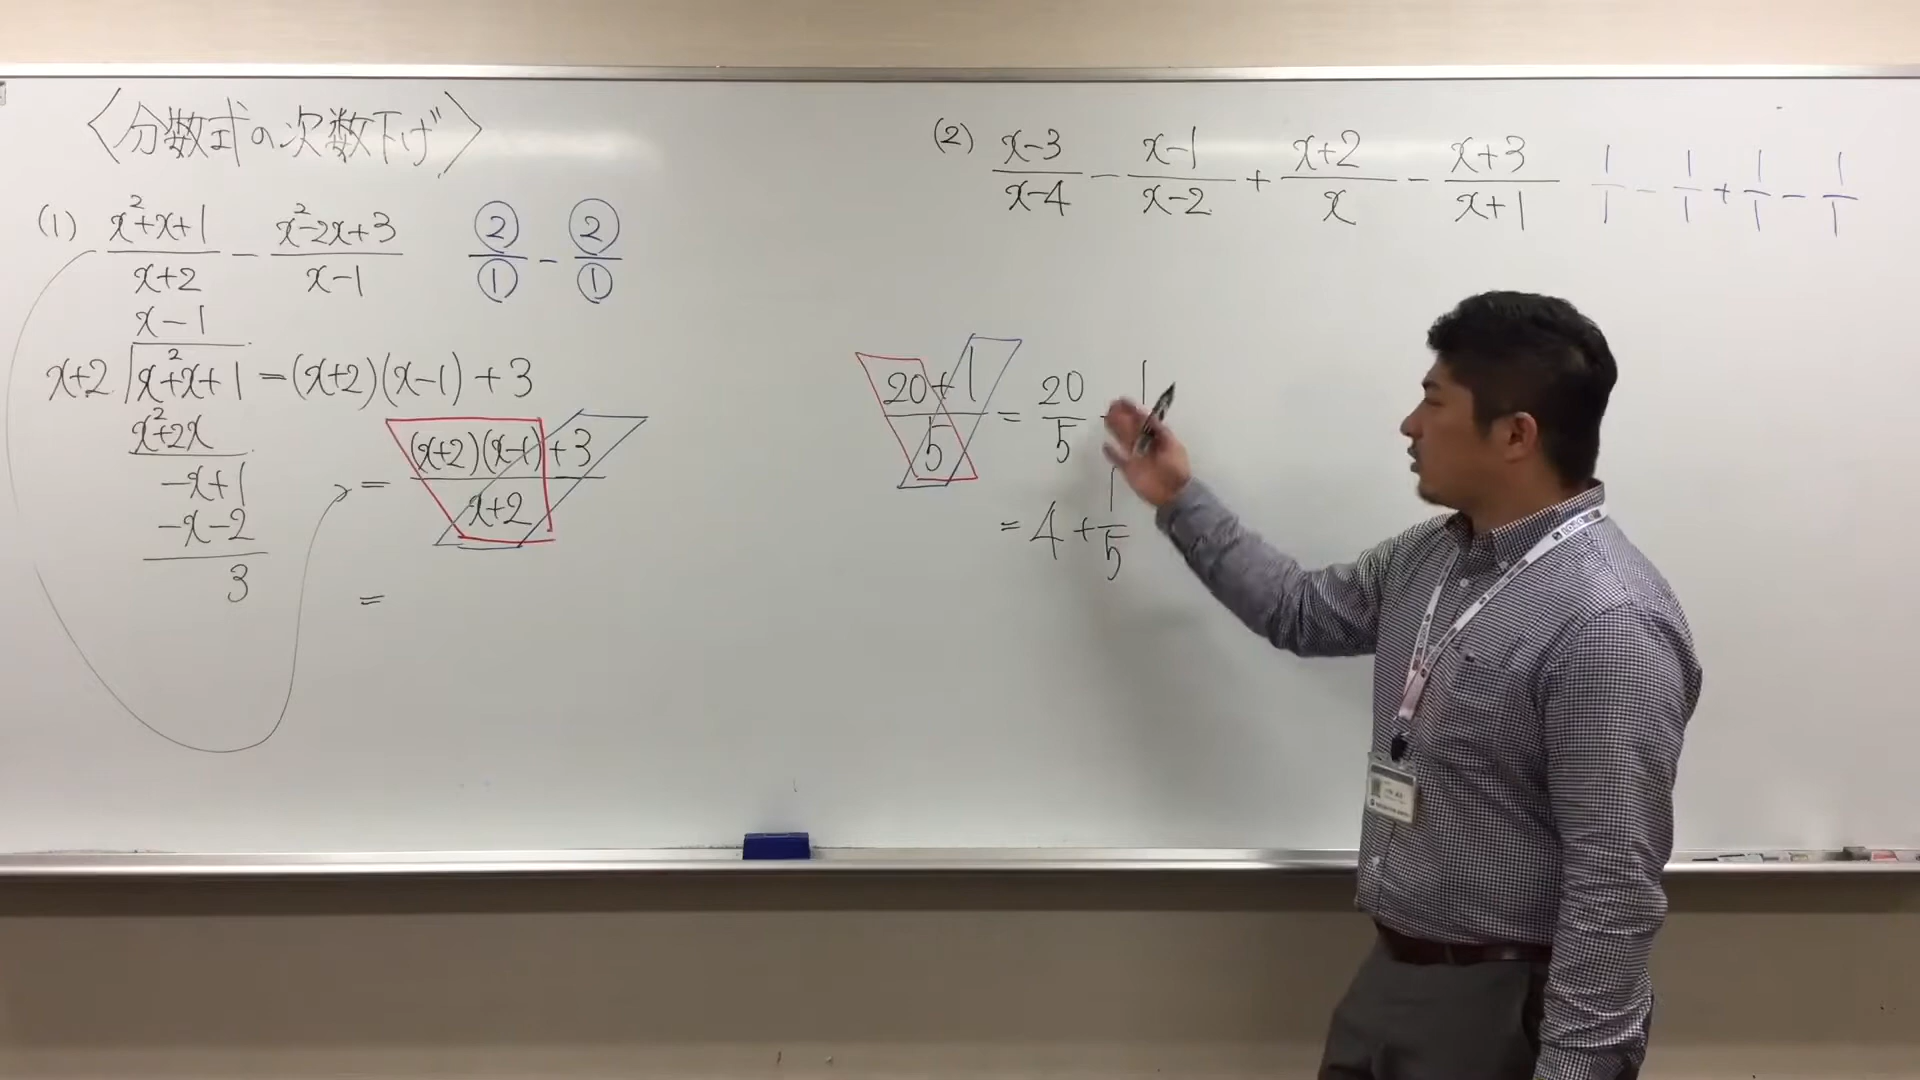 〈分数式の次数下げ〉
(1) (x²+x+1)/(x+2) - (x²-2x+3)/(x-1)  ②/① - ②/①
x-1
x+2 √x²+x+1 = (x+2)(x-1)+3
x²+2x
-x+1
-x-2
3
= ((x+2)(x-1)+3)/(x+2)
=
(2) (x-3)/(x-4) - (x-1)/(x-2) + (x+2)/x - (x+3)/(x+1)  1/1 - 1/1 + 1/1 - 1/1
(20+1)/5 = 20/5 1
= 4 + 1/5